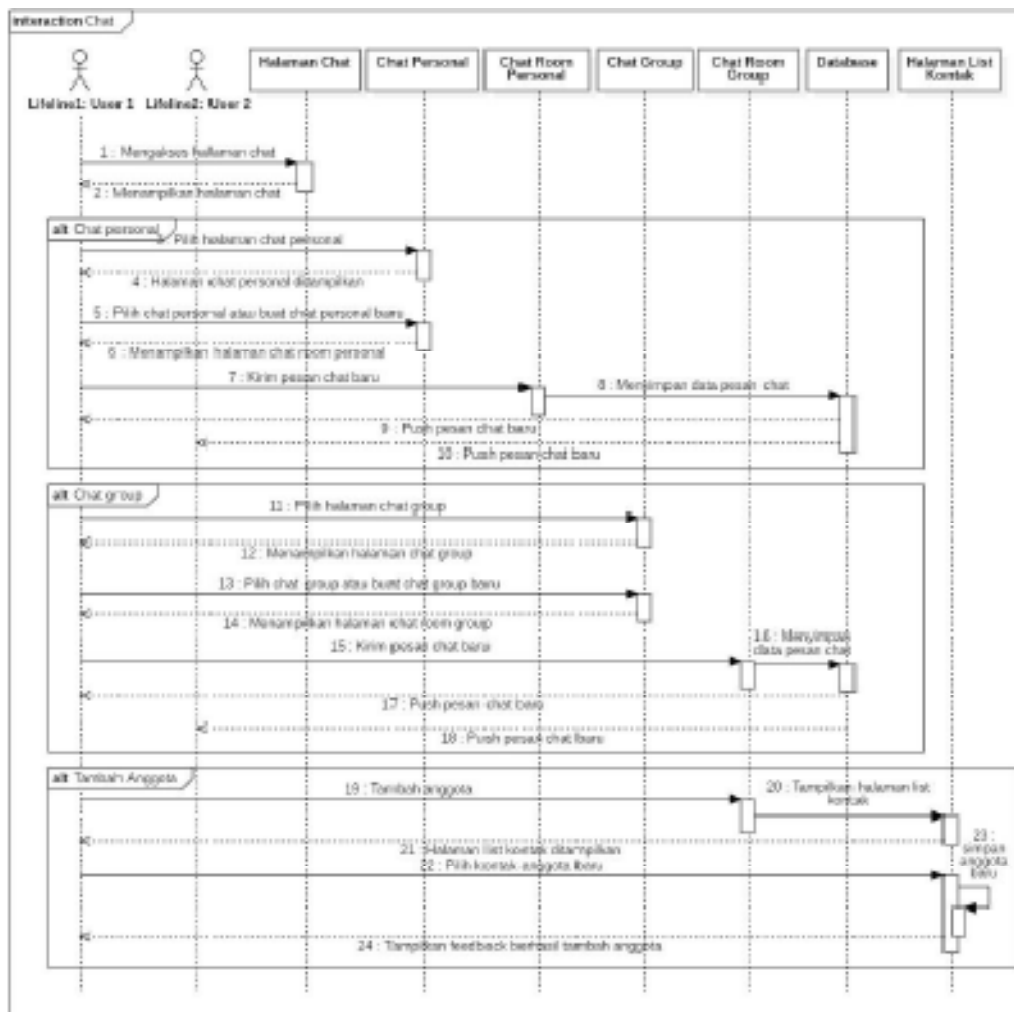 interaction Chat
Lifeline1: User 1
Lifeline2: User 2
Halaman Chat
Chat Personal
Chat Room
Personal
Chat Group
Chat Room
Group
Database
Halaman List
Kontak
1 : Mengakses halaman chat
2 : Menampilkan halaman chat
alt Chat personal
3 : Pilih halaman chat personal
4 : Halaman chat personal ditampilkan
5 : Pilih chat personal atau buat chat personal baru
6 : Menampilkan halaman chat room personal
7 : Kirim pesan chat baru
8 : Menyimpan data pesan chat
9 : Push pesan chat baru
10 : Push pesan chat baru
alt Chat group
11 : Pilih halaman chat group
12 : Menampilkan halaman chat group
13 : Pilih chat group atau buat chat group baru
14 : Menampilkan halaman chat room group
15 : Kirim pesan chat baru
16 : Menyimpan
data pesan chat
17 : Push pesan chat baru
18 : Push pesan chat baru
alt Tambah Anggota
19 : Tambah anggota
20 : Tampilkan halaman list
kontak
21 : Halaman list kontak ditampilkan
22 : Pilih kontak anggota baru
23 :
simpan
anggota
baru
24 : Tampilkan feedback berhasil tambah anggota